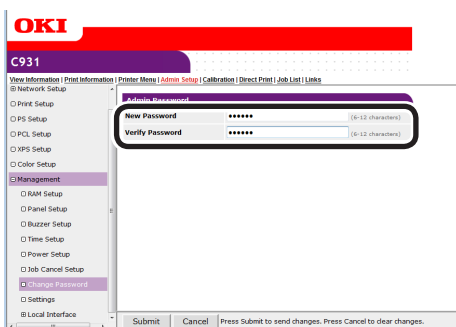 OKI
C931
View Information | Print Information | Printer Menu | Admin Setup | Calibration | Direct Print | Job List | Links
Network Setup
Print Setup
PS Setup
PCL Setup
XPS Setup
Color Setup
Management
RAM Setup
Panel Setup
Buzzer Setup
Time Setup
Power Setup
Job Cancel Setup
Change Password
Settings
Local Interface
Admin Password
New Password •••••• (6-12 characters)
Verify Password •••••• (6-12 characters)
Submit Cancel Press Submit to send changes. Press Cancel to clear changes.